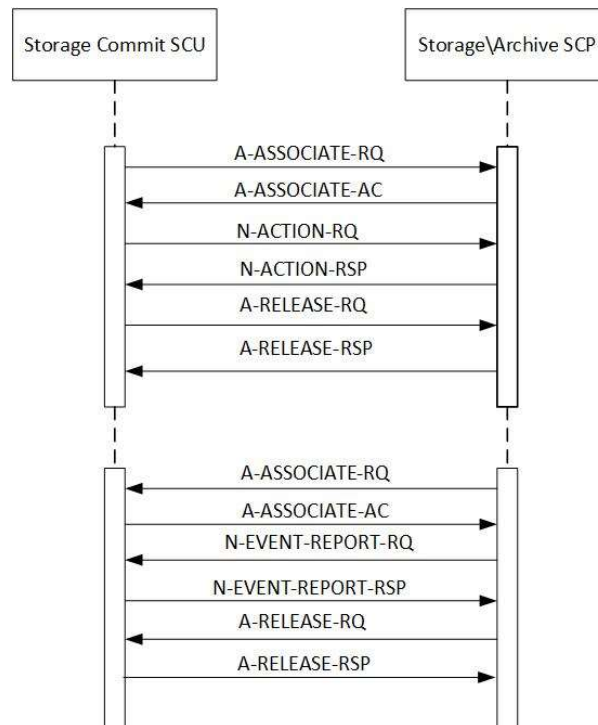 Storage Commit SCU
Storage\Archive SCP
A-ASSOCIATE-RQ
A-ASSOCIATE-AC
N-ACTION-RQ
N-ACTION-RSP
A-RELEASE-RQ
A-RELEASE-RSP
A-ASSOCIATE-RQ
A-ASSOCIATE-AC
N-EVENT-REPORT-RQ
N-EVENT-REPORT-RSP
A-RELEASE-RQ
A-RELEASE-RSP